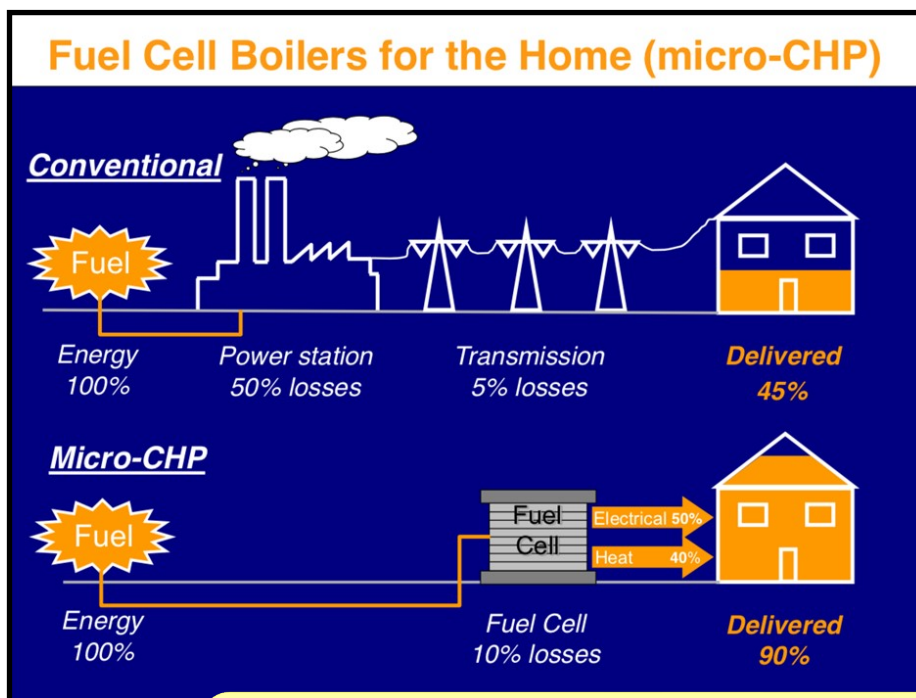 Fuel Cell Boilers for the Home (micro-CHP)
Conventional
Fuel
Energy
100%
Power station
50% losses
Transmission
5% losses
Delivered
45%
Micro-CHP
Fuel
Fuel
Cell
Electrical 50%
Heat 40%
Energy
100%
Fuel Cell
10% losses
Delivered
90%